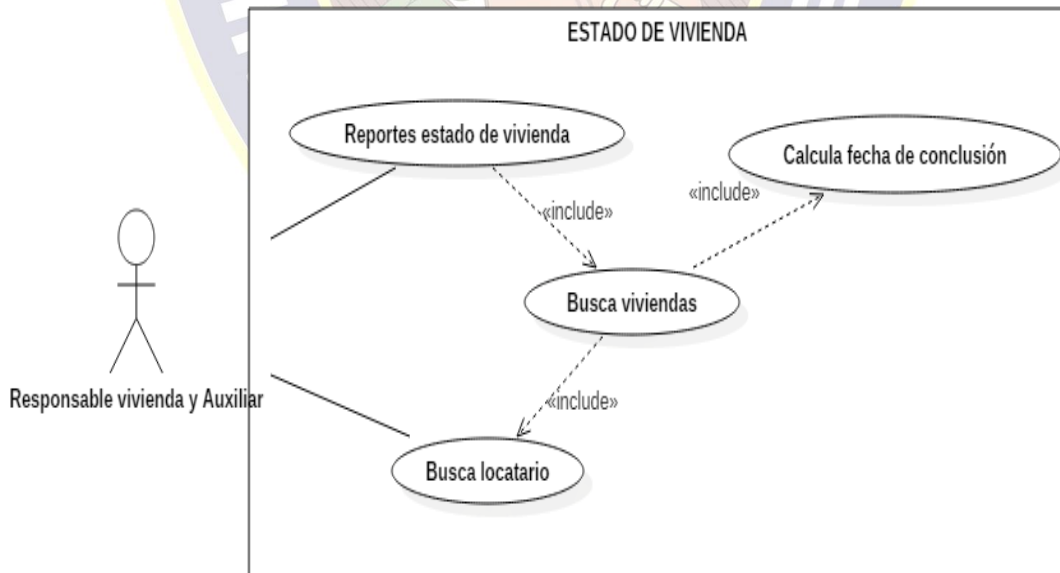 ESTADO DE VIVIENDA
Reportes estado de vivienda
Calcula fecha de conclusión
«include»
«include»
Busca viviendas
Responsable vivienda y Auxiliar
«include»
Busca locatario